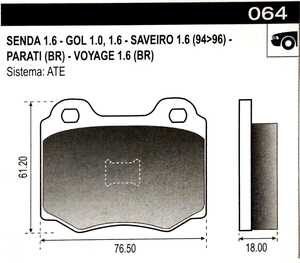 064
SENDA 1.6 - GOL 1.0, 1.6 - SAVEIRO 1.6 (94>96) -
PARATI (BR) - VOYAGE 1.6 (BR)
Sistema: ATE
61.20
76.50
18.00